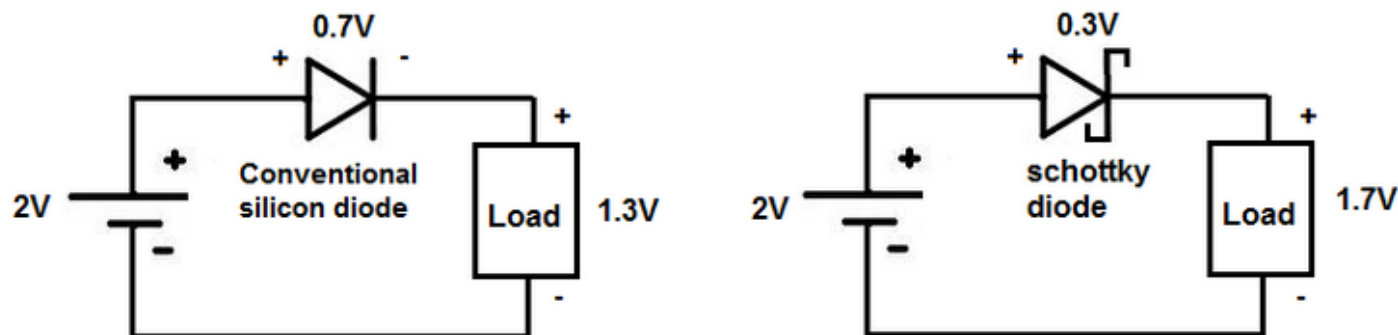 0.7V
+ -
+
Conventional
silicon diode
2V
-
+
Load
1.3V
-
0.3V
+
+
schottky
diode
2V
-
+
Load
1.7V
-